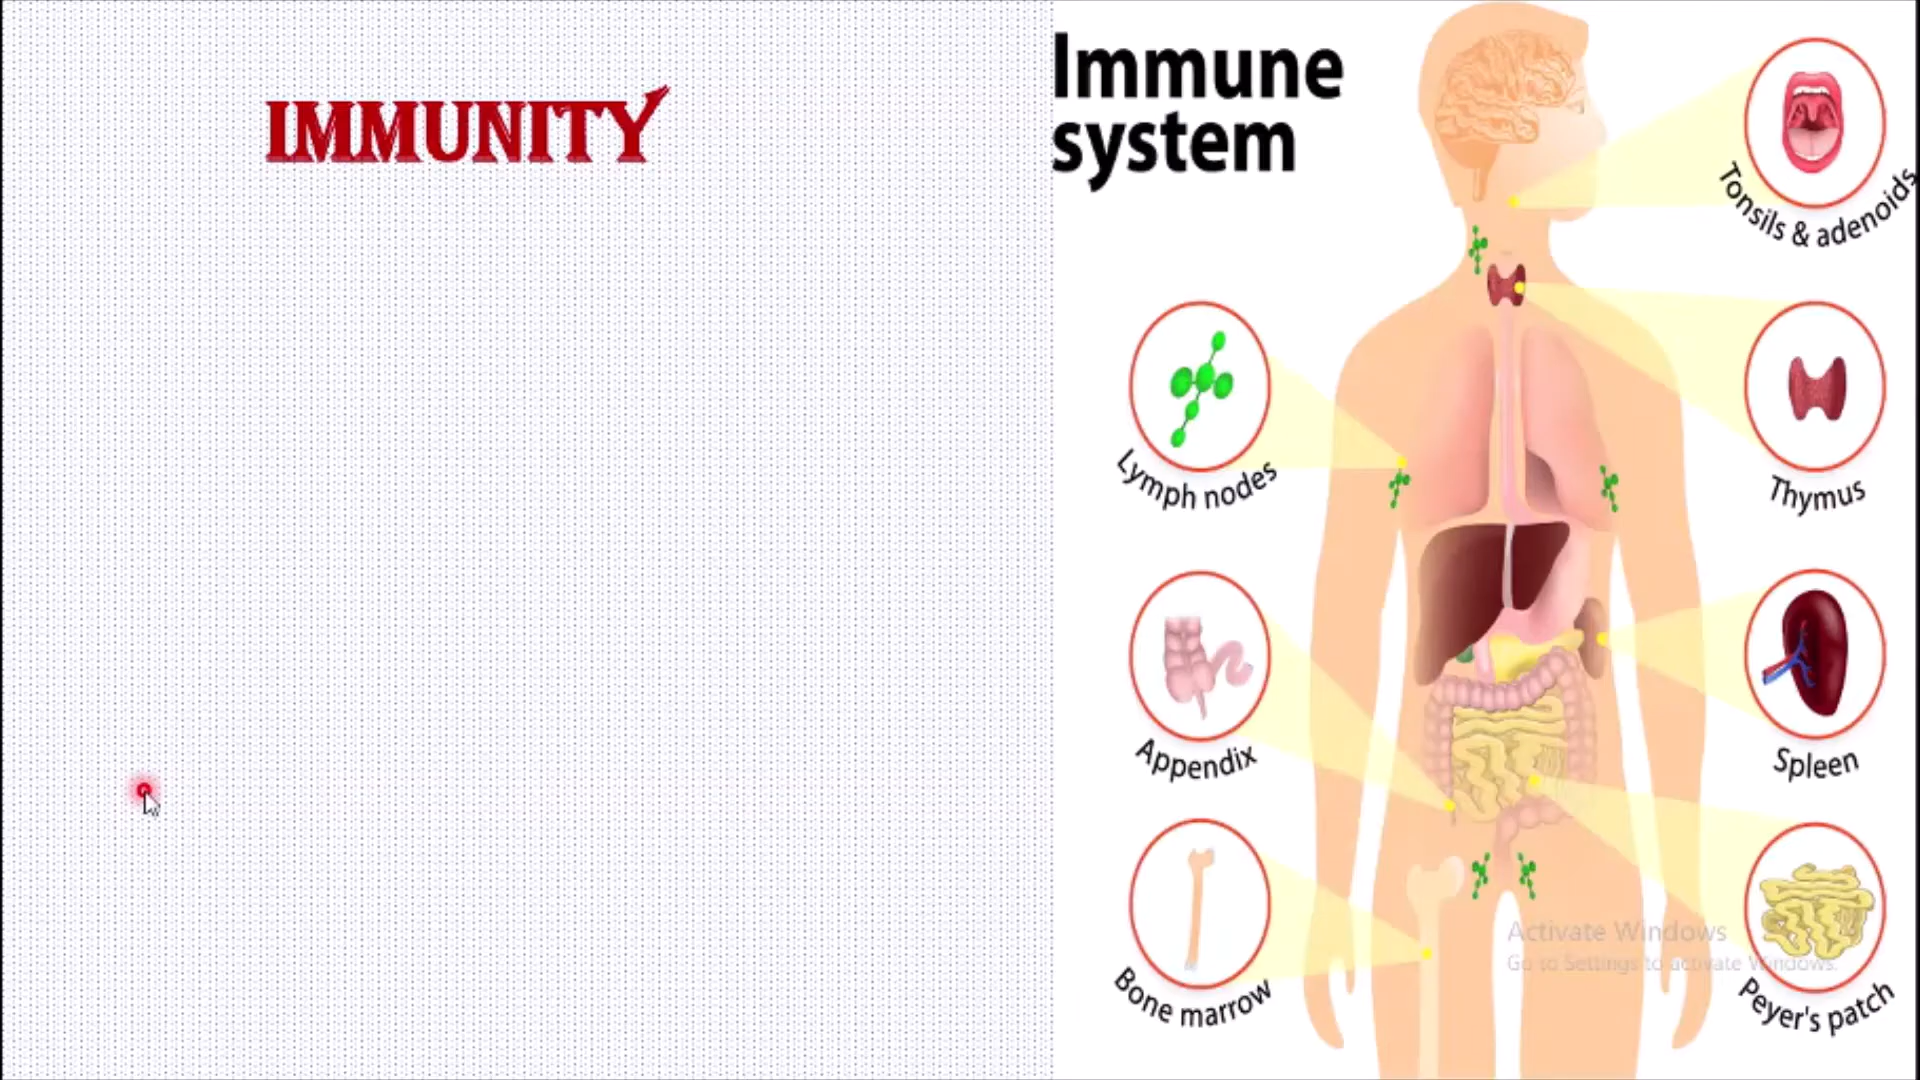 IMMUNITY
Immune
system
Tonsils & adenoids
Lymph nodes
Thymus
Appendix
Spleen
Bone marrow
Peyer's patch
Activate Windows
Go to Settings to activate Windows.